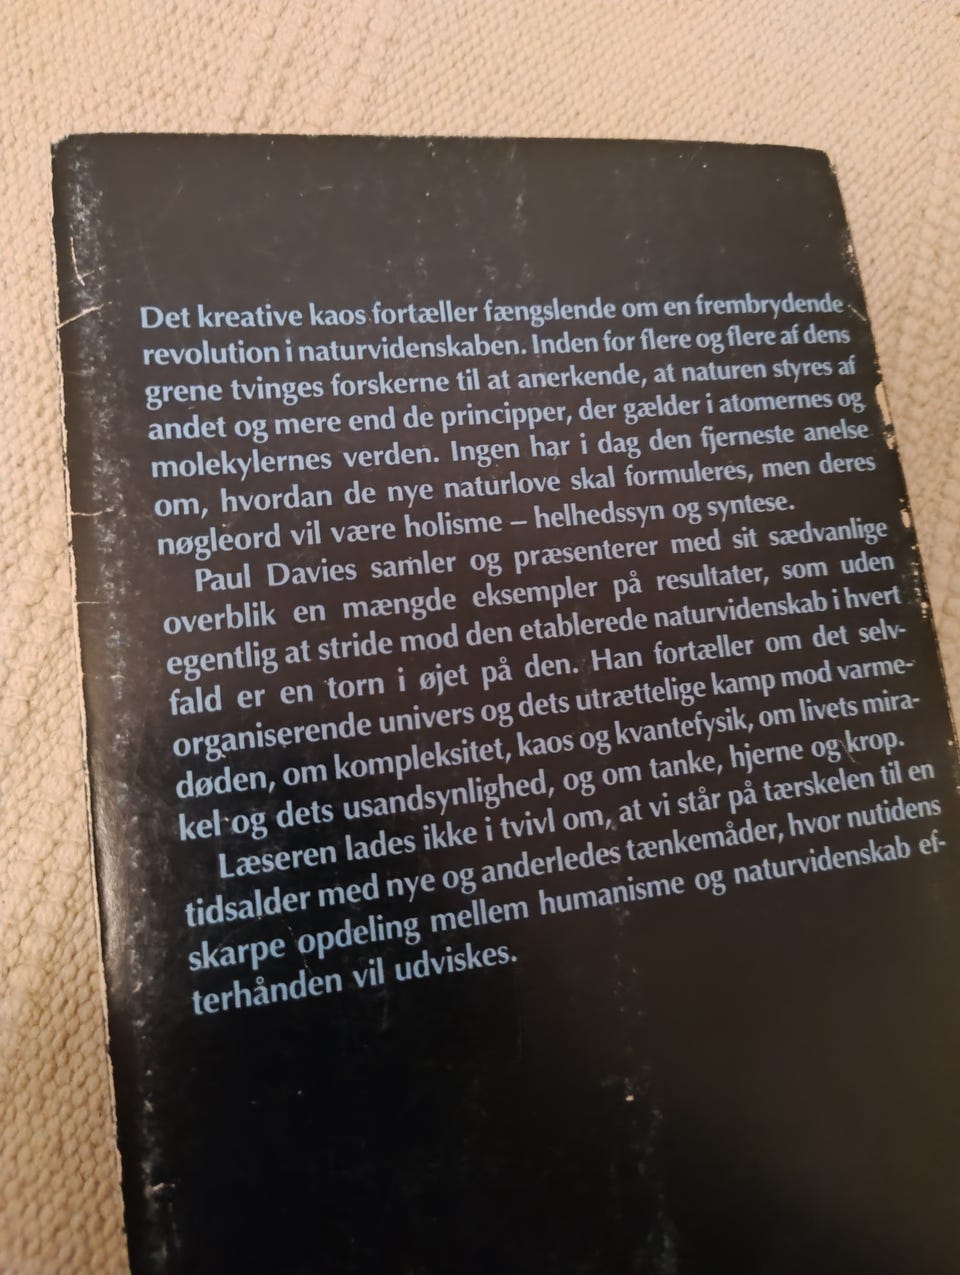 Det kreative kaos fortæller fængslende om en frembrydende
revolution i naturvidenskaben. Inden for flere og flere af dens
grene tvinges forskerne til at anerkende, at naturen styres af
andet og mere end de principper, der gælder i atomernes og
molekylernes verden. Ingen har i dag den fjerneste anelse
om, hvordan de nye naturlove skal formuleres, men deres
nøgleord vil være holisme – helhedssyn og syntese.
Paul Davies samler og præsenterer med sit sædvanlige
overblik en mængde eksempler på resultater, som uden
egentlig at stride mod den etablerede naturvidenskab i hvert
fald er en torn i øjet på den. Han fortæller om det selv-
organiserende univers og dets utrættelige kamp mod varme-
døden, om kompleksitet, kaos og kvantefysik, om livets mira-
kel og dets usandsynlighed, og om tanke, hjerne og krop.
Læseren lades ikke i tvivl om, at vi står på tærskelen til en
tidsalder med nye og anderledes tænkemåder, hvor nutidens
skarpe opdeling mellem humanisme og naturvidenskab ef-
terhånden vil udviskes.